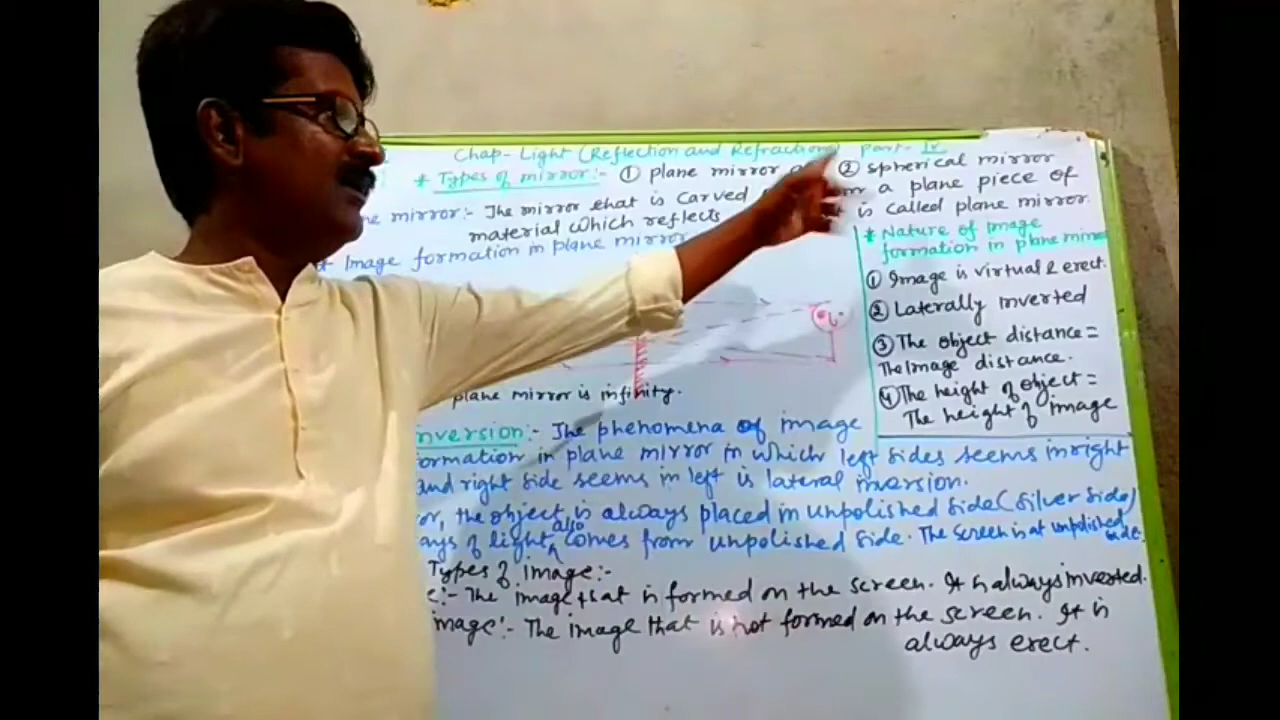 Chap- Light (Reflection and Refraction) Part- IV
* Types of mirror:- ① plane mirror ② spherical mirror
ne mirror:- The mirror that is carved from a plane piece of
material which reflects is called plane mirror.
* Image formation in plane mirror
* Nature of image
formation in plane mirror
① Image is virtual & erect.
② Laterally inverted
③ The object distance =
The Image distance.
④ The height of object =
The height of image
plane mirror is infinity.
nversion:- The phenomena of image
ormation in plane mirror in which left sides seems in right
and right side seems in left is lateral inversion.
or, the object is always placed in unpolished side (silver side)
ays of light also comes from unpolished side. The screen is at unpolished side.
Types of image:-
e:- The image that is formed on the screen. It is always inverted.
image:- The image that is not formed on the screen. It is
always erect.